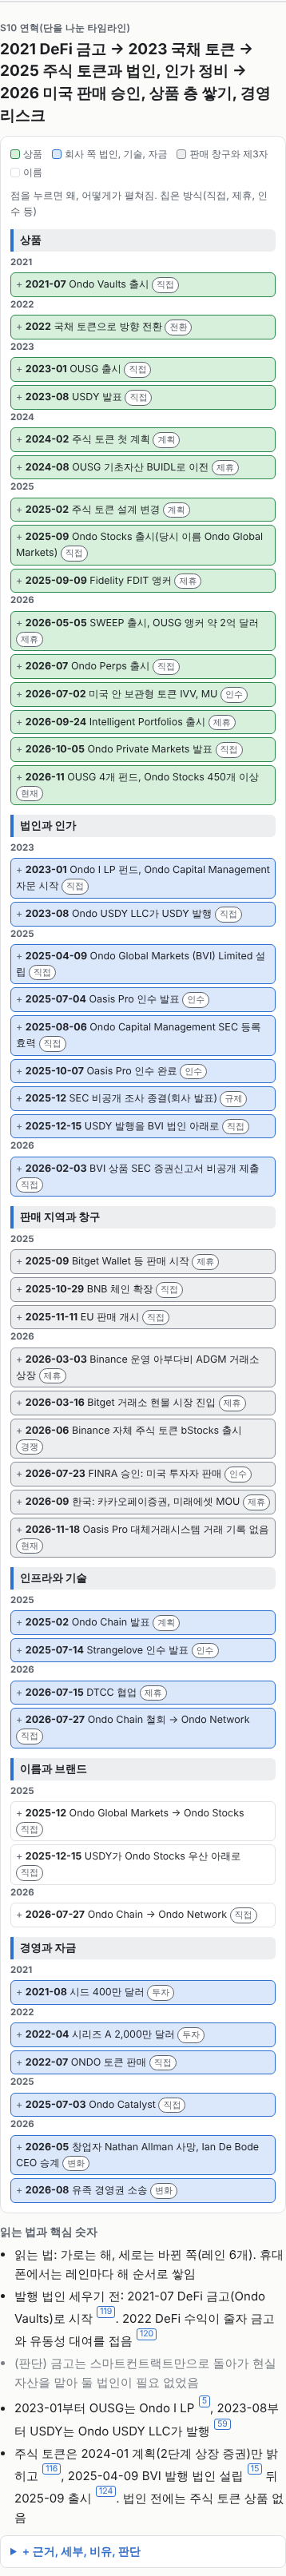 S10 연혁(단을 나눈 타임라인)
2021 DeFi 금고 → 2023 국채 토큰 →
2025 주식 토큰과 법인, 인가 정비 →
2026 미국 판매 승인, 상품 층 쌓기, 경영
리스크
상품 회사 쪽 법인, 기술, 자금 판매 창구와 제3자
이름
점을 누르면 왜, 어떻게가 펼쳐짐. 칩은 방식(직접, 제휴, 인
수 등)
상품
2021
+ 2021-07 Ondo Vaults 출시 직접
2022
+ 2022 국채 토큰으로 방향 전환 전환
2023
+ 2023-01 OUSG 출시 직접
+ 2023-08 USDY 발표 직접
2024
+ 2024-02 주식 토큰 첫 계획 계획
+ 2024-08 OUSG 기초자산 BUIDL로 이전 제휴
2025
+ 2025-02 주식 토큰 설계 변경 계획
+ 2025-09 Ondo Stocks 출시(당시 이름 Ondo Global
Markets) 직접
+ 2025-09-09 Fidelity FDIT 앵커 제휴
2026
+ 2026-05-05 SWEEP 출시, OUSG 앵커 약 2억 달러
제휴
+ 2026-07 Ondo Perps 출시 직접
+ 2026-07-02 미국 안 보관형 토큰 IVV, MU 인수
+ 2026-09-24 Intelligent Portfolios 출시 제휴
+ 2026-10-05 Ondo Private Markets 발표 직접
+ 2026-11 OUSG 4개 펀드, Ondo Stocks 450개 이상
현재
법인과 인가
2023
+ 2023-01 Ondo I LP 펀드, Ondo Capital Management
자문 시작 직접
+ 2023-08 Ondo USDY LLC가 USDY 발행 직접
2025
+ 2025-04-09 Ondo Global Markets (BVI) Limited 설
립 직접
+ 2025-07-04 Oasis Pro 인수 발표 인수
+ 2025-08-06 Ondo Capital Management SEC 등록
효력 직접
+ 2025-10-07 Oasis Pro 인수 완료 인수
+ 2025-12 SEC 비공개 조사 종결(회사 발표) 규제
+ 2025-12-15 USDY 발행을 BVI 법인 아래로 직접
2026
+ 2026-02-03 BVI 상품 SEC 증권신고서 비공개 제출
직접
판매 지역과 창구
2025
+ 2025-09 Bitget Wallet 등 판매 시작 제휴
+ 2025-10-29 BNB 체인 확장 직접
+ 2025-11-11 EU 판매 개시 직접
2026
+ 2026-03-03 Binance 운영 아부다비 ADGM 거래소
상장 제휴
+ 2026-03-16 Bitget 거래소 현물 시장 진입 제휴
+ 2026-06 Binance 자체 주식 토큰 bStocks 출시
경쟁
+ 2026-07-23 FINRA 승인: 미국 투자자 판매 인수
+ 2026-09 한국: 카카오페이증권, 미래에셋 MOU 제휴
+ 2026-11-18 Oasis Pro 대체거래시스템 거래 기록 없음
현재
인프라와 기술
2025
+ 2025-02 Ondo Chain 발표 계획
+ 2025-07-14 Strangelove 인수 발표 인수
2026
+ 2026-07-15 DTCC 협업 제휴
+ 2026-07-27 Ondo Chain 철회 → Ondo Network
직접
이름과 브랜드
2025
+ 2025-12 Ondo Global Markets → Ondo Stocks
직접
+ 2025-12-15 USDY가 Ondo Stocks 우산 아래로
직접
2026
+ 2026-07-27 Ondo Chain → Ondo Network 직접
경영과 자금
2021
+ 2021-08 시드 400만 달러 투자
2022
+ 2022-04 시리즈 A 2,000만 달러 투자
+ 2022-07 ONDO 토큰 판매 직접
2025
+ 2025-07-03 Ondo Catalyst 직접
2026
+ 2026-05 창업자 Nathan Allman 사망, Ian De Bode
CEO 승계 변화
+ 2026-08 유족 경영권 소송 변화
읽는 법과 핵심 숫자
• 읽는 법: 가로는 해, 세로는 바뀐 쪽(레인 6개). 휴대
폰에서는 레인마다 해 순서로 쌓임
• 발행 법인 세우기 전: 2021-07 DeFi 금고(Ondo
Vaults)로 시작 119. 2022 DeFi 수익이 줄자 금고
와 유동성 대여를 접음 120
• (판단) 금고는 스마트컨트랙트만으로 돌아가 현실
자산을 맡아 둘 법인이 필요 없었음
• 2023-01부터 OUSG는 Ondo I LP 5, 2023-08부
터 USDY는 Ondo USDY LLC가 발행 59
• 주식 토큰은 2024-01 계획(2단계 상장 증권)만 밝
히고 116, 2025-04-09 BVI 발행 법인 설립 15 뒤
2025-09 출시 124. 법인 전에는 주식 토큰 상품 없
음
▶ + 근거, 세부, 비유, 판단